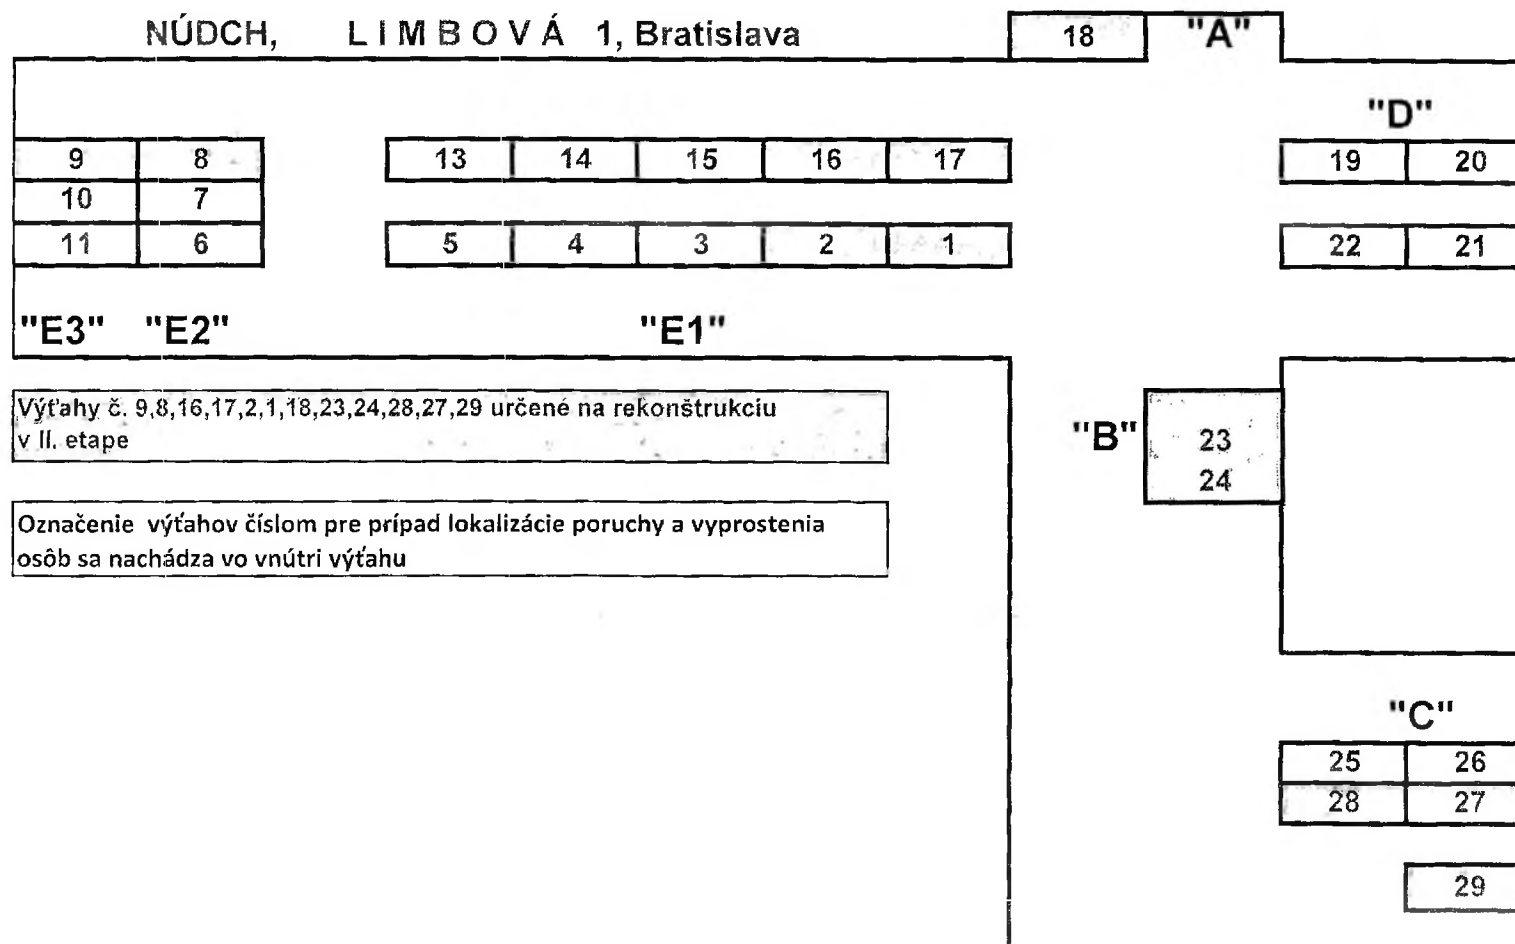 NÚDCH, L I M B O V Á 1, Bratislava
18 "A"
"D"
9 8 13 14 15 16 17 19 20
10 7
11 6 5 4 3 2 1 22 21
"E3" "E2" "E1"
Výťahy č. 9,8,16,17,2,1,18,23,24,28,27,29 určené na rekonštrukciu
v II. etape
"B" 23
24
Označenie výťahov číslom pre prípad lokalizácie poruchy a vyprostenia
osôb sa nachádza vo vnútri výťahu
"C"
25 26
28 27
29